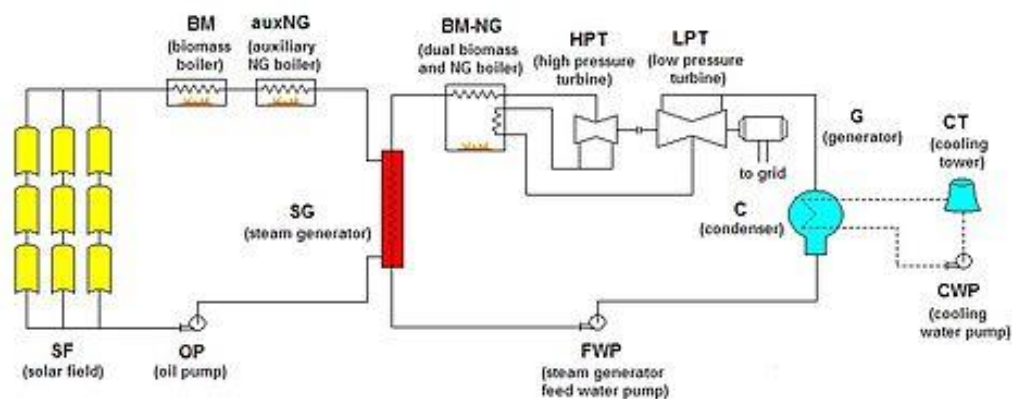 BM
(biomass
boiler)
auxNG
(auxiliary
NG boiler)
BM-NG
(dual biomass
and NG boiler)
HPT
(high pressure
turbine)
LPT
(low pressure
turbine)
G
(generator)
CT
(cooling
tower)
to grid
SG
(steam generator)
C
(condenser)
SF
(solar field)
OP
(oil pump)
FWP
(steam generator
feed water pump)
CWP
(cooling
water pump)